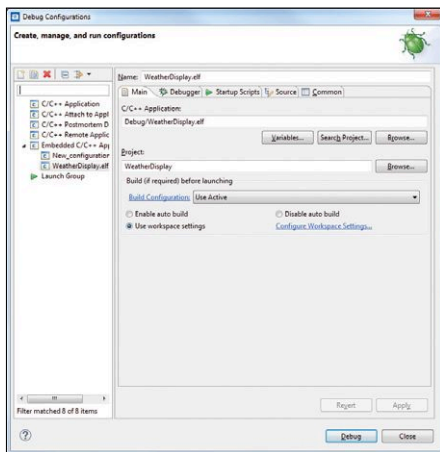 Debug Configurations
Create, manage, and run configurations
Name: WeatherDisplay.elf
Main Debugger Startup Scripts Source Common
C/C++ Application
C/C++ Attach to Appl
C/C++ Postmortem D
C/C++ Remote Applic
Embedded C/C++ Ap
New_configuration
WeatherDisplay.elf
Launch Group
Filter matched 8 of 8 items
C/C++ Application:
Debug/WeatherDisplay.elf
Variables... Search Project... Browse...
Project:
WeatherDisplay Browse...
Build (if required) before launching
Build Configuration: Use Active
Enable auto build Disable auto build
Use workspace settings Configure Workspace Settings...
Revert Apply
Debug Close